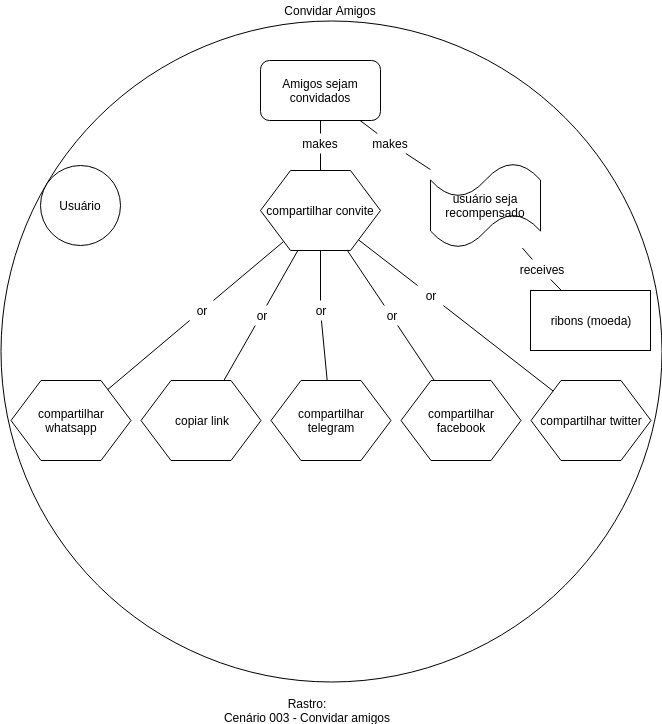 Convidar Amigos
Amigos sejam
convidados
makes
makes
Usuário
compartilhar convite
usuário seja
recompensado
receives
ribons (moeda)
or
or
or
or
or
compartilhar
whatsapp
copiar link
compartilhar
telegram
compartilhar
facebook
compartilhar twitter
Rastro:
Cenário 003 - Convidar amigos